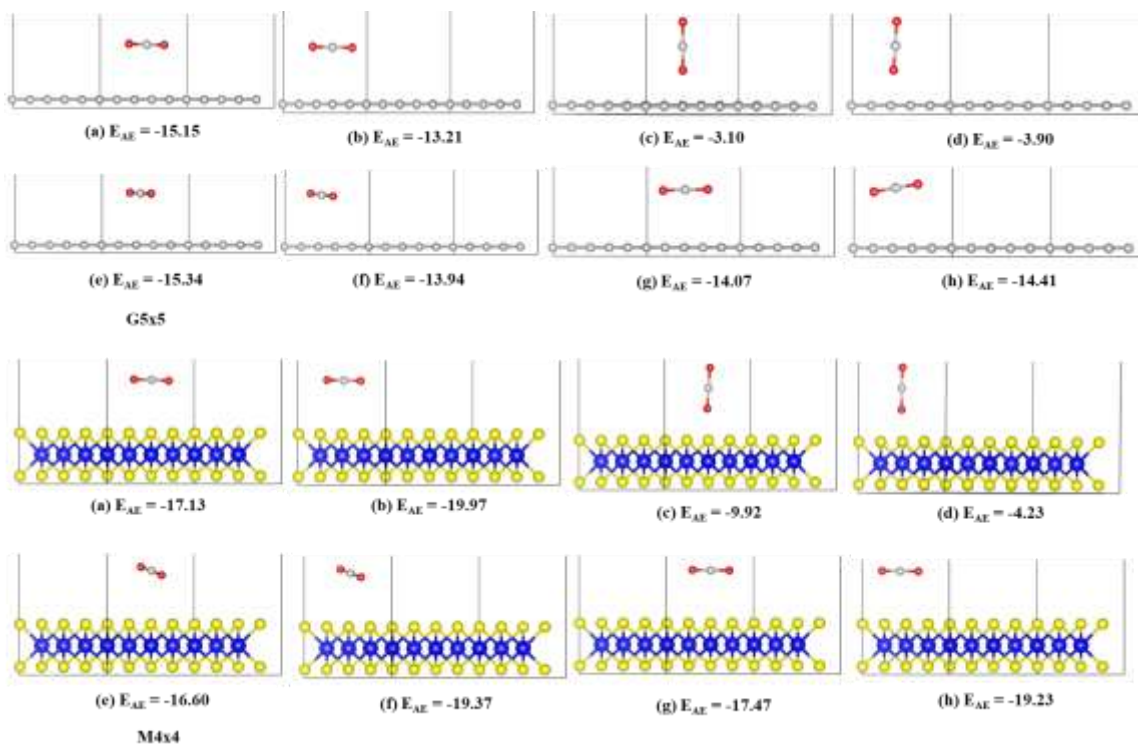 (a) E_AE = -15.15
(b) E_AE = -13.21
(c) E_AE = -3.10
(d) E_AE = -3.90
(e) E_AE = -15.34
(f) E_AE = -13.94
(g) E_AE = -14.07
(h) E_AE = -14.41
G5x5
(a) E_AE = -17.13
(b) E_AE = -19.97
(c) E_AE = -9.92
(d) E_AE = -4.23
(e) E_AE = -16.60
(f) E_AE = -19.37
(g) E_AE = -17.47
(h) E_AE = -19.23
M4x4